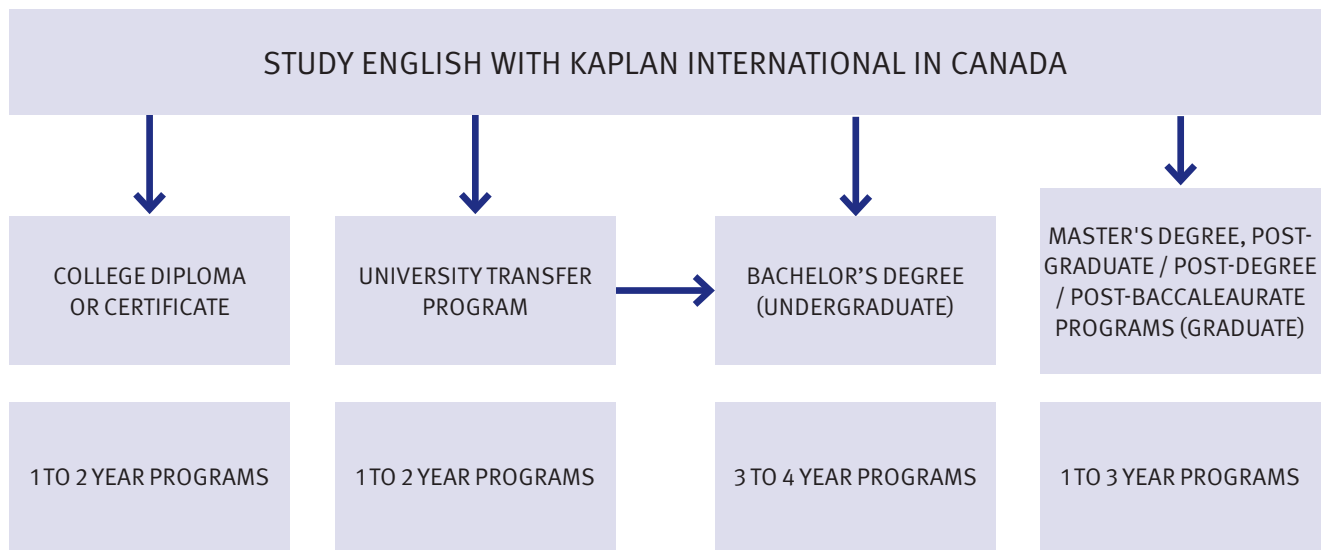 STUDY ENGLISH WITH KAPLAN INTERNATIONAL IN CANADA
COLLEGE DIPLOMA
OR CERTIFICATE
UNIVERSITY TRANSFER
PROGRAM
BACHELOR’S DEGREE
(UNDERGRADUATE)
MASTER'S DEGREE, POST-
GRADUATE / POST-DEGREE
/ POST-BACCALEAURATE
PROGRAMS (GRADUATE)
1 TO 2 YEAR PROGRAMS
1 TO 2 YEAR PROGRAMS
3 TO 4 YEAR PROGRAMS
1 TO 3 YEAR PROGRAMS